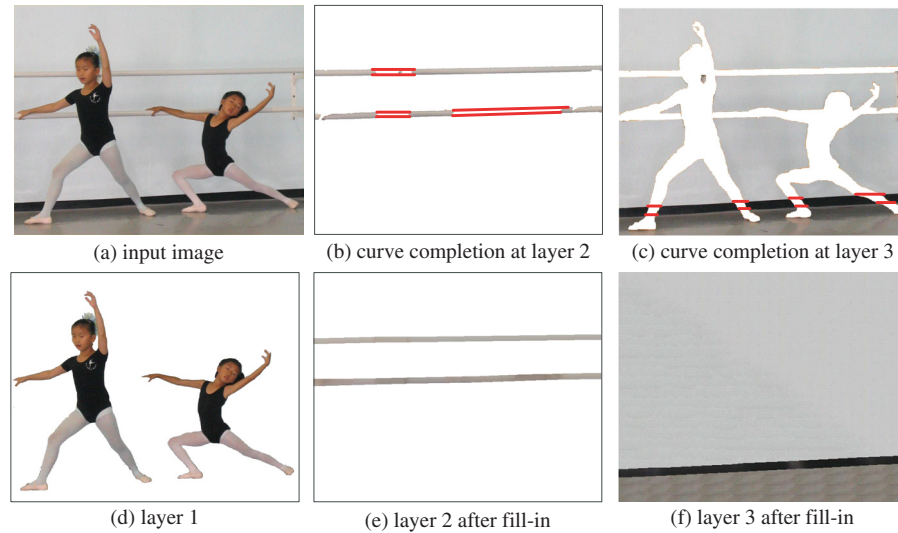 (a) input image
(b) curve completion at layer 2
(c) curve completion at layer 3
(d) layer 1
(e) layer 2 after fill-in
(f) layer 3 after fill-in